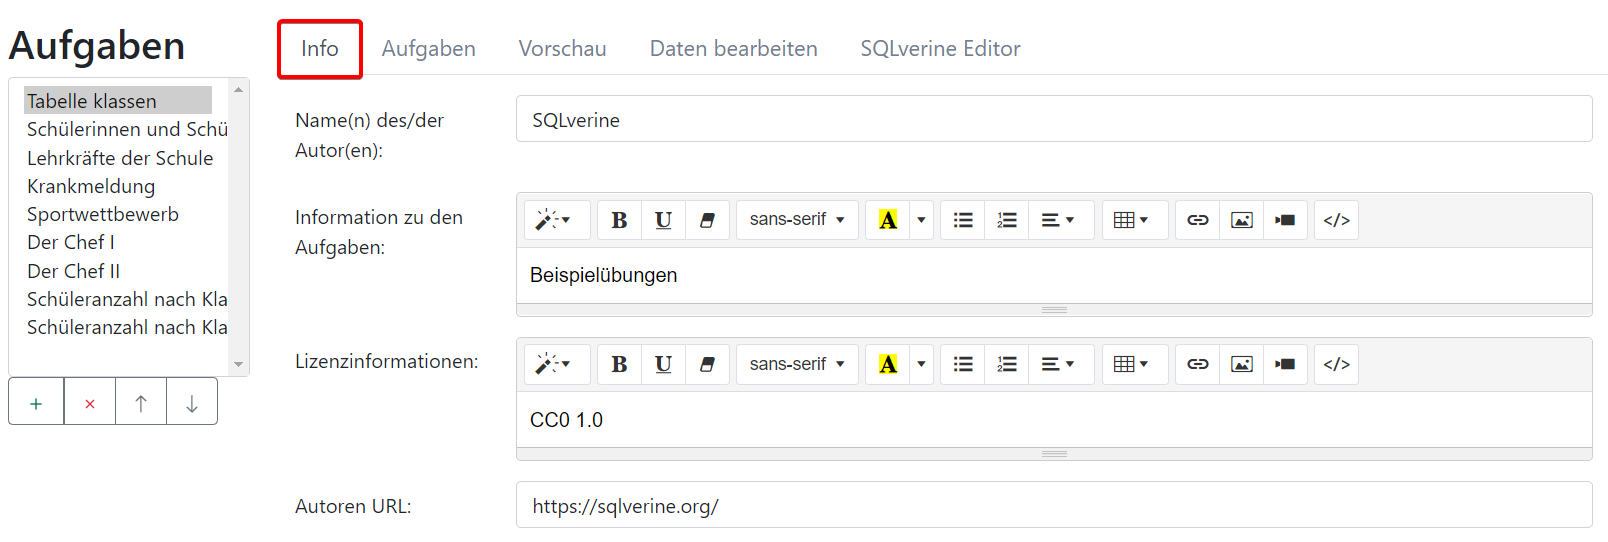 Aufgaben
Tabelle klassen
Schülerinnen und Schü
Lehrkräfte der Schule
Krankmeldung
Sportwettbewerb
Der Chef I
Der Chef II
Schüleranzahl nach Kla
Schüleranzahl nach Kla
+ × ↑ ↓
Info Aufgaben Vorschau Daten bearbeiten SQLverine Editor
Name(n) des/der
Autor(en):
SQLverine
Information zu den
Aufgaben:
B U sans-serif A </>
Beispielübungen
Lizenzinformationen:
B U sans-serif A </>
CC0 1.0
Autoren URL:
https://sqlverine.org/